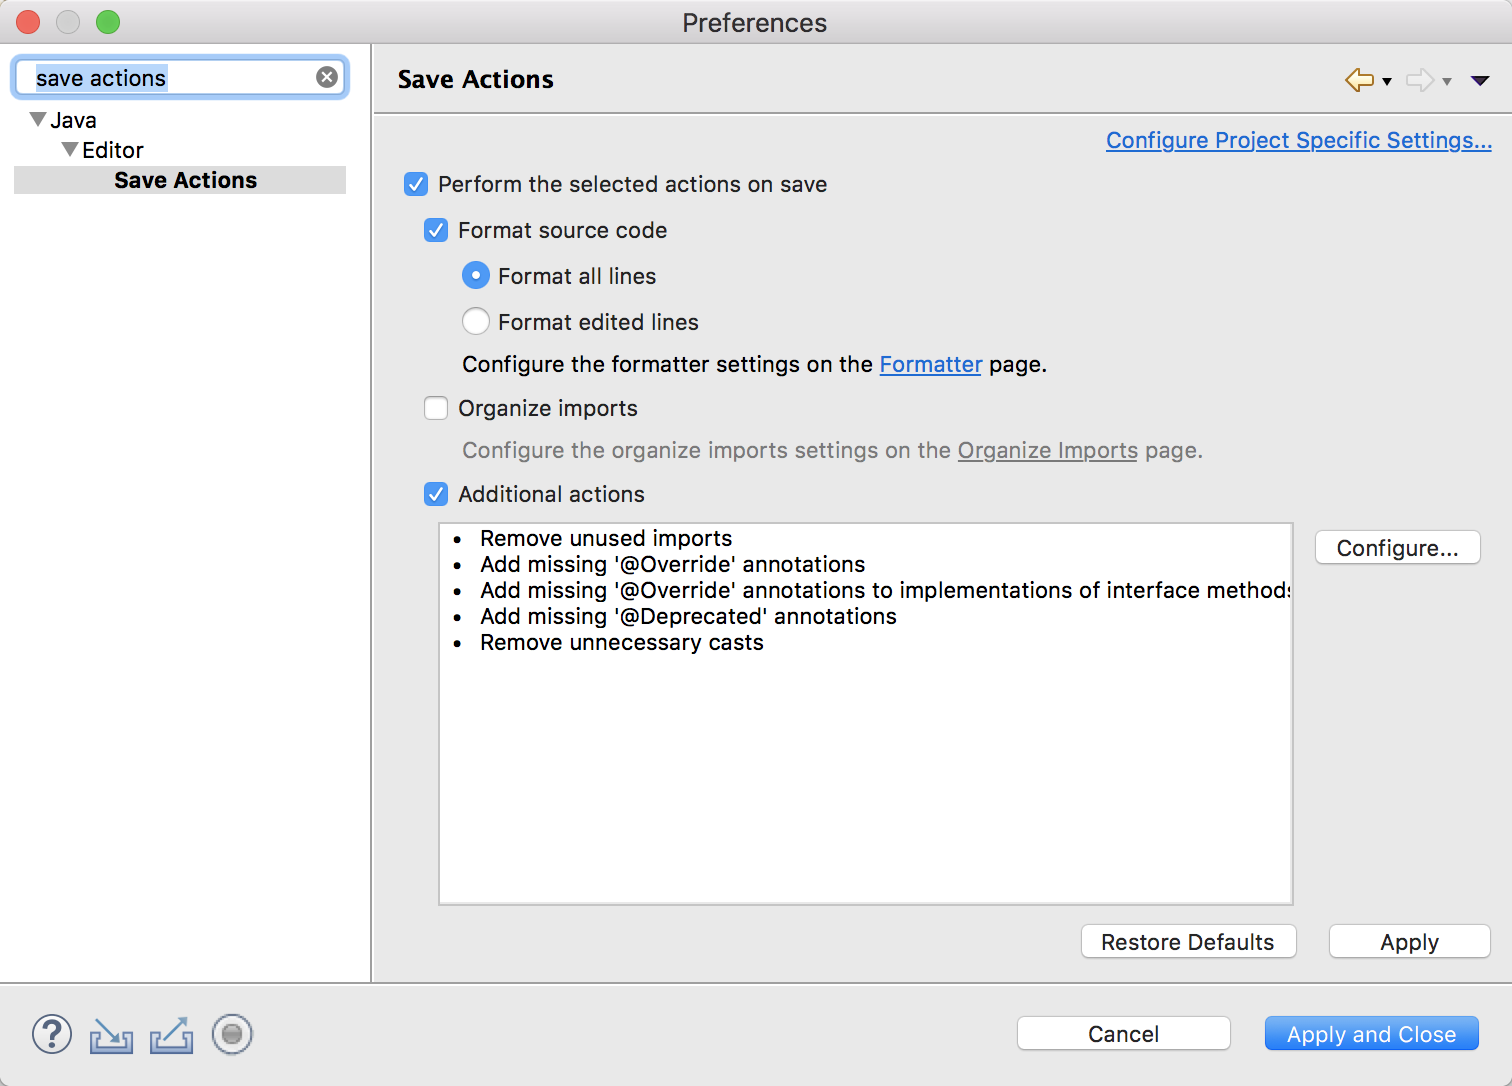 Preferences
save actions
Java
Editor
Save Actions
Save Actions
Configure Project Specific Settings...
Perform the selected actions on save
Format source code
Format all lines
Format edited lines
Configure the formatter settings on the Formatter page.
Organize imports
Configure the organize imports settings on the Organize Imports page.
Additional actions
• Remove unused imports
• Add missing '@Override' annotations
• Add missing '@Override' annotations to implementations of interface methods
• Add missing '@Deprecated' annotations
• Remove unnecessary casts
Configure...
Restore Defaults
Apply
?
Cancel
Apply and Close